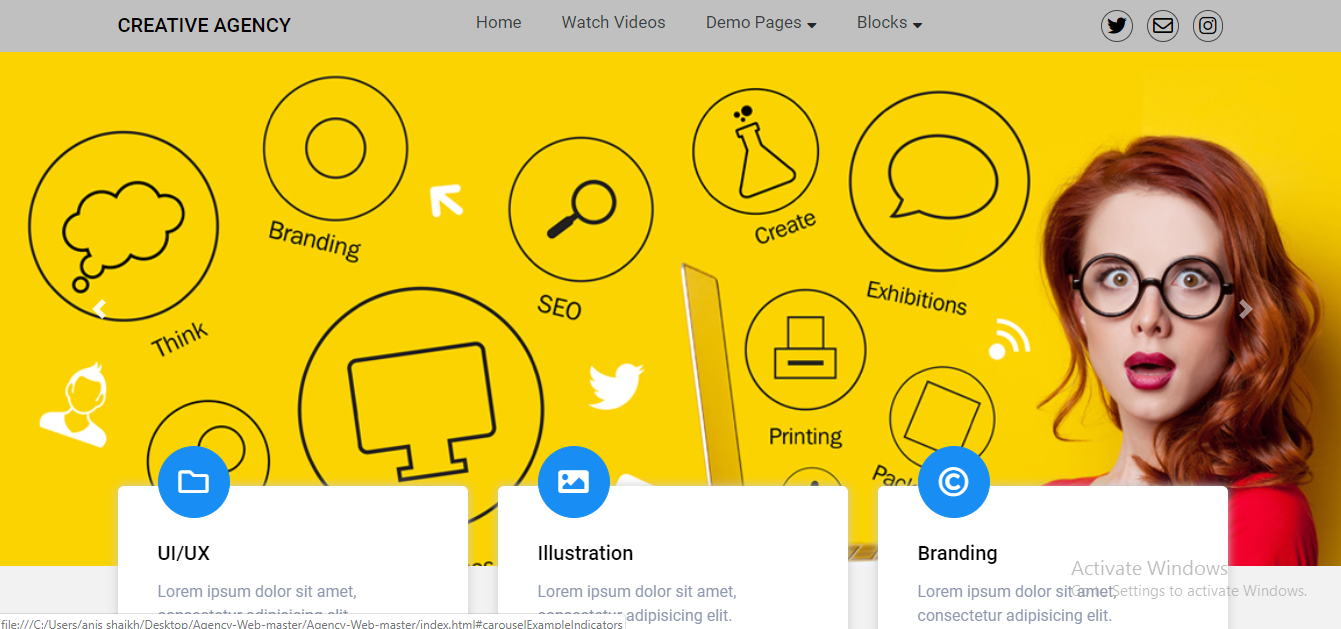 CREATIVE AGENCY
Home
Watch Videos
Demo Pages
Blocks
Think
Branding
SEO
Create
Exhibitions
Printing
UI/UX
Lorem ipsum dolor sit amet,
consectetur adipisicing elit.
Illustration
Lorem ipsum dolor sit amet,
consectetur adipisicing elit.
Branding
Lorem ipsum dolor sit amet,
consectetur adipisicing elit.
Activate Windows
Go to Settings to activate Windows.
file:///C:/Users/anis shaikh/Desktop/Agency-Web-master/Agency-Web-master/index.html#carouselExampleIndicators